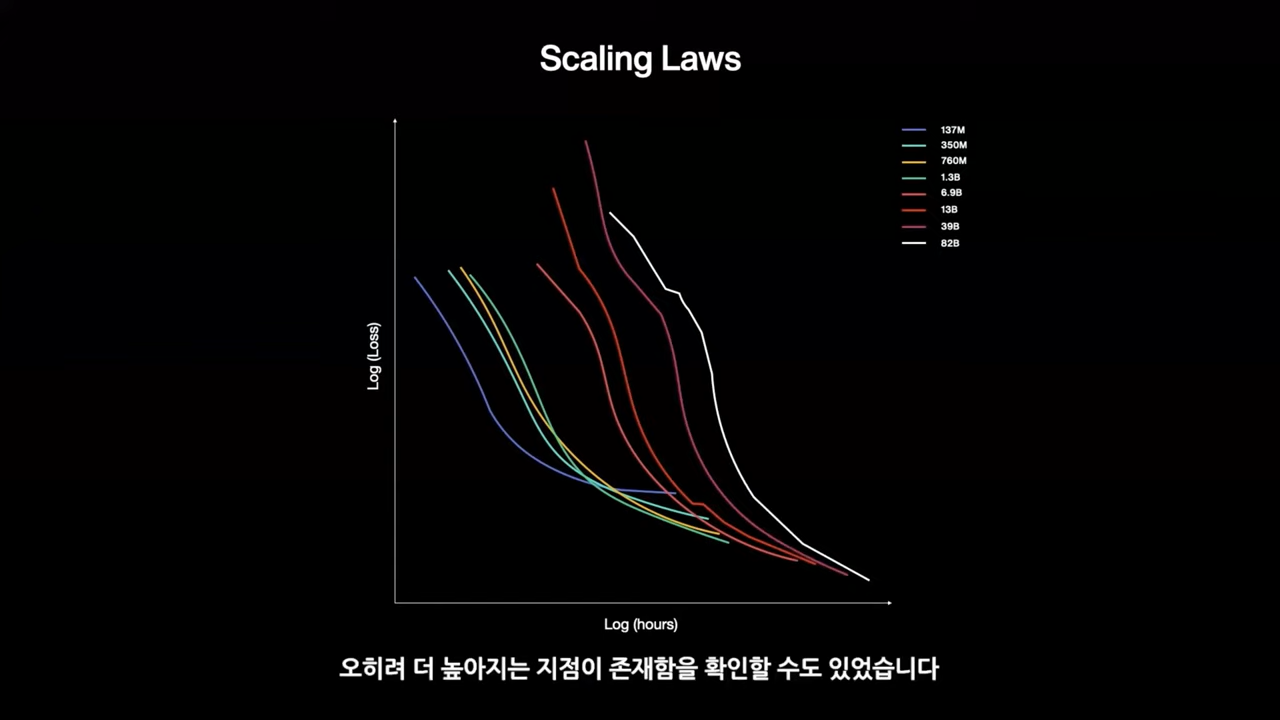 Scaling Laws
137M
350M
760M
1.3B
6.9B
13B
39B
82B
Log (Loss)
Log (hours)
오히려 더 높아지는 지점이 존재함을 확인할 수도 있었습니다